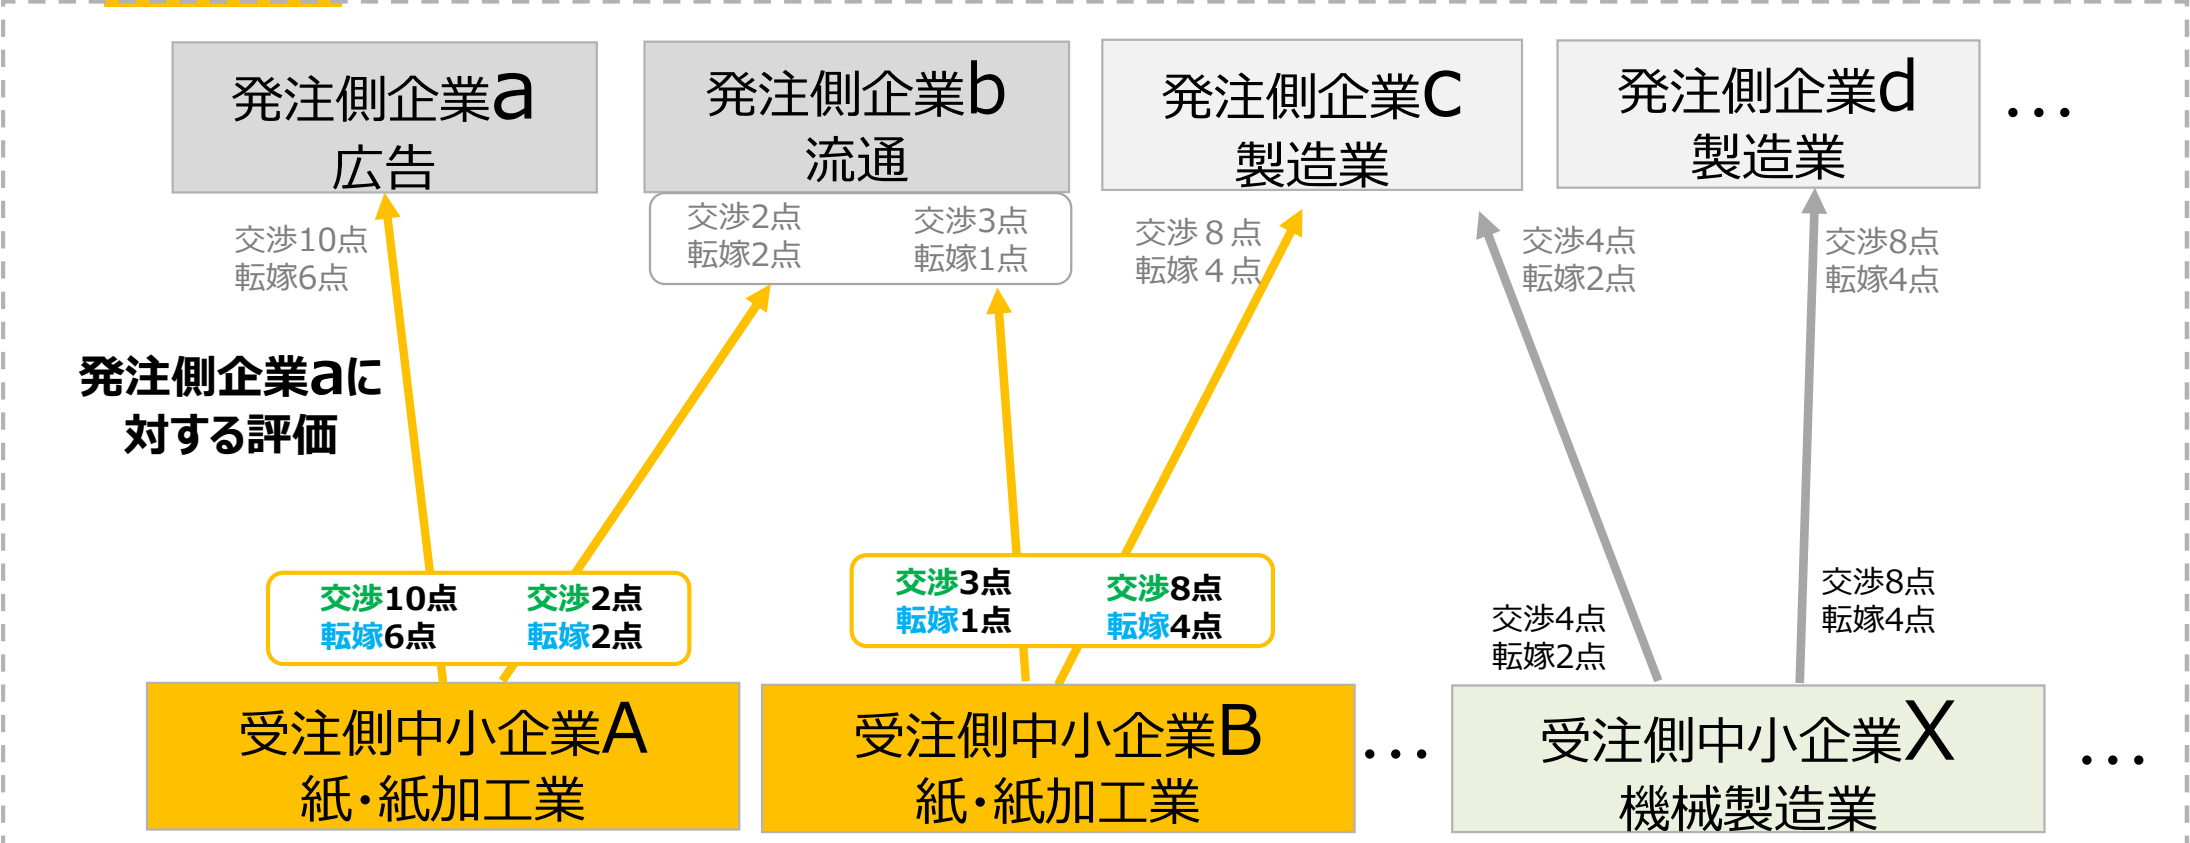 発注側企業a
広告
発注側企業b
流通
発注側企業c
製造業
発注側企業d
製造業
…
交渉10点
転嫁6点
交渉2点
転嫁2点
交渉3点
転嫁1点
交渉８点
転嫁４点
交渉4点
転嫁2点
交渉8点
転嫁4点
発注側企業aに
対する評価
交渉10点
転嫁6点
交渉2点
転嫁2点
交渉3点
転嫁1点
交渉8点
転嫁4点
交渉4点
転嫁2点
交渉8点
転嫁4点
受注側中小企業A
紙・紙加工業
受注側中小企業B
紙・紙加工業
…
受注側中小企業X
機械製造業
…